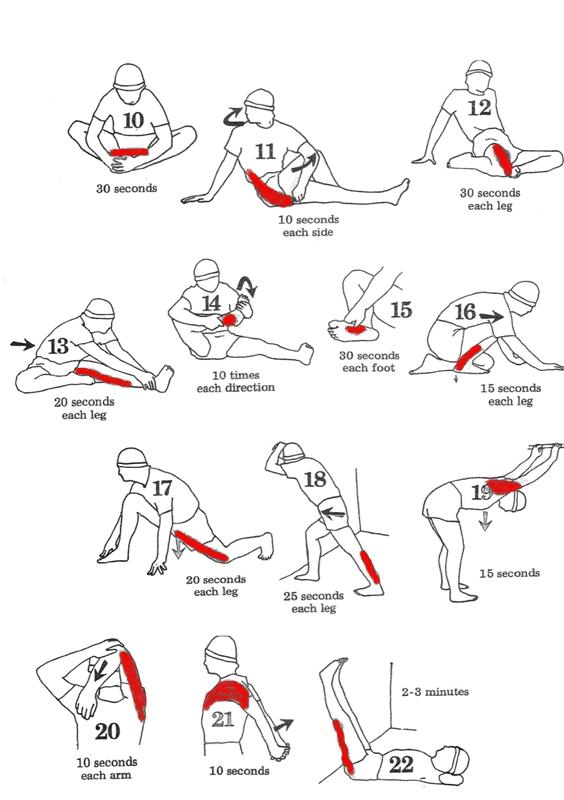 10
30 seconds
11
10 seconds
each side
12
30 seconds
each leg
13
20 seconds
each leg
14
10 times
each direction
15
30 seconds
each foot
16
15 seconds
each leg
17
20 seconds
each leg
18
25 seconds
each leg
19
15 seconds
20
10 seconds
each arm
21
10 seconds
2-3 minutes
22